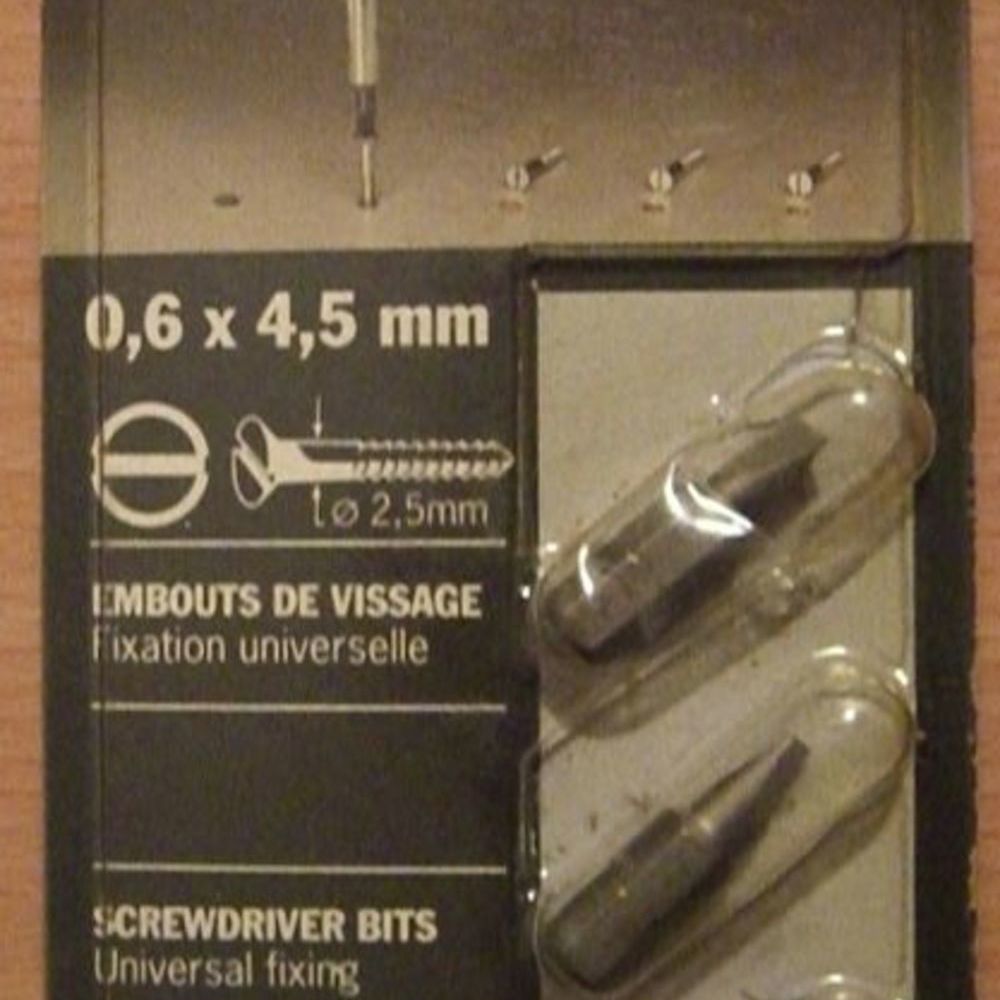 0,6 x 4,5 mm
ø 2,5mm
EMBOUTS DE VISSAGE
Fixation universelle
SCREWDRIVER BITS
Universal fixing